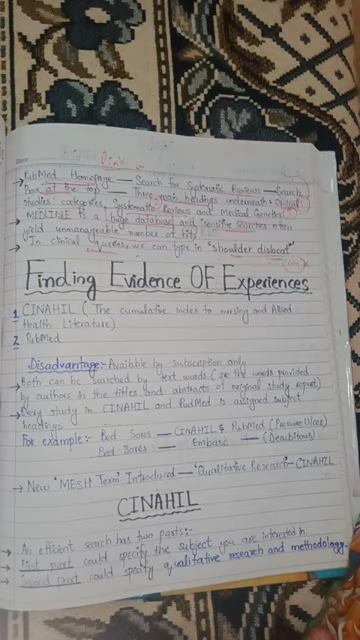 PubMed Homepage — Search for Systematic Reviews — Search
Box at the top — Three main headings underneath:- Clinical
studies categories, Systematic Reviews and Medical Genetics
→ MEDLINE is a huge database and sensitive searches often
yield unmanageable number of
→ In clinical queries, we can type in "shoulder dislocat"
Finding Evidence OF Experiences
1 CINAHIL (The cumulative index to nursing and Allied
Health Literature)
2 PubMed
Disadvantage:- Available by subscription only
→ Both can be searched by text words (are the words provided
by authors in the titles and abstracts of original study report)
→ Every study in CINAHIL and PudMed is assigned subject
headings
For example:- Bed Sores — CINAHIL & PubMed (Pressure Ulcer)
Bed Sores: — Embase — (Decubitous)
→ New "MESH Term" Introduced — "Qualitative Research"- CINAHIL
CINAHIL
→ An efficient search has two parts:-
→ First part could specify the subject you are interested in
→ Second part could specify qualitative research and methodology.